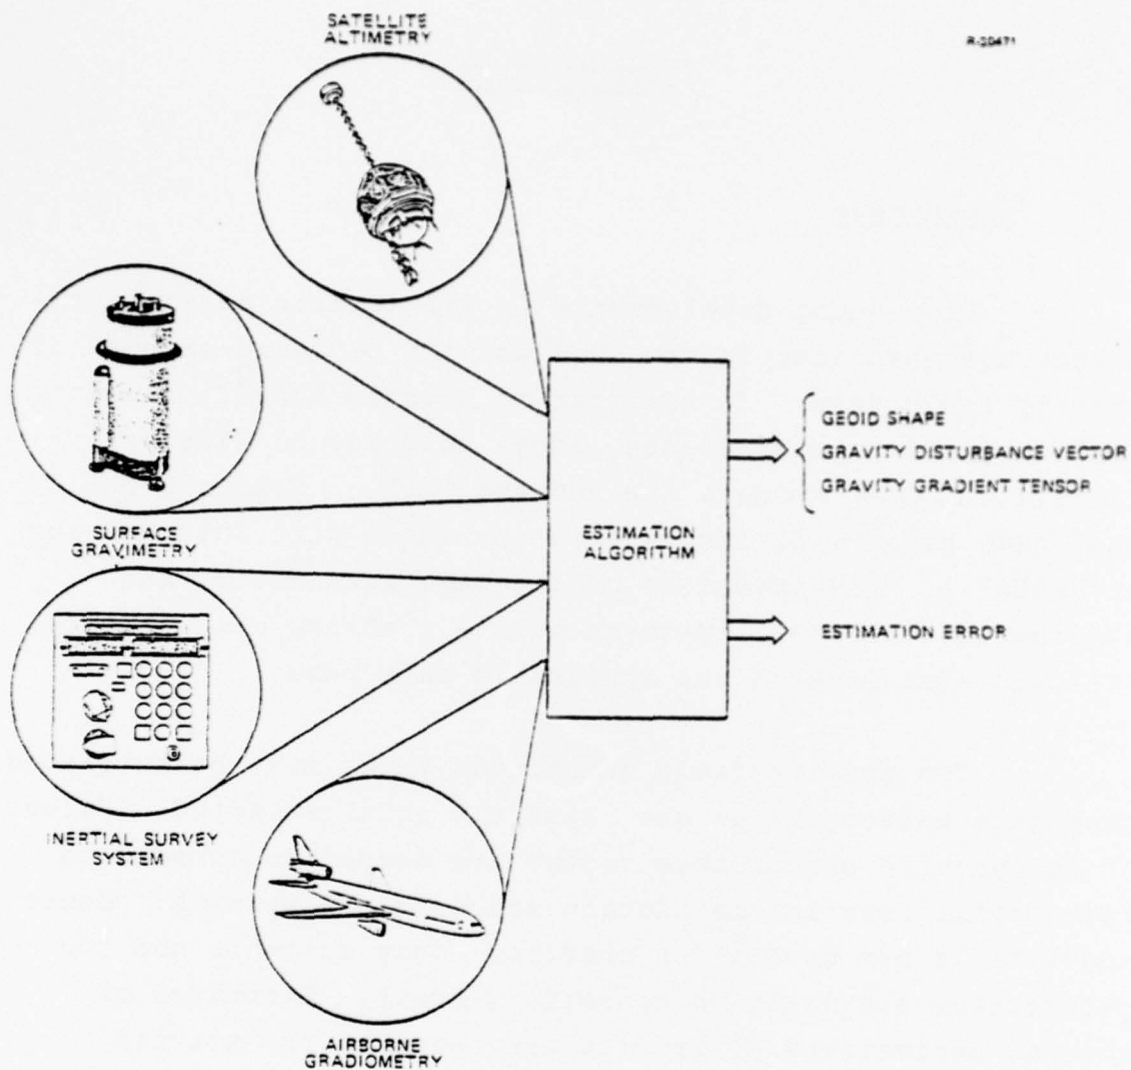 SATELLITE
ALTIMETRY
R-20471
SURFACE
GRAVIMETRY
INERTIAL SURVEY
SYSTEM
AIRBORNE
GRADIOMETRY
ESTIMATION
ALGORITHM
GEOID SHAPE
GRAVITY DISTURBANCE VECTOR
GRAVITY GRADIENT TENSOR
ESTIMATION ERROR